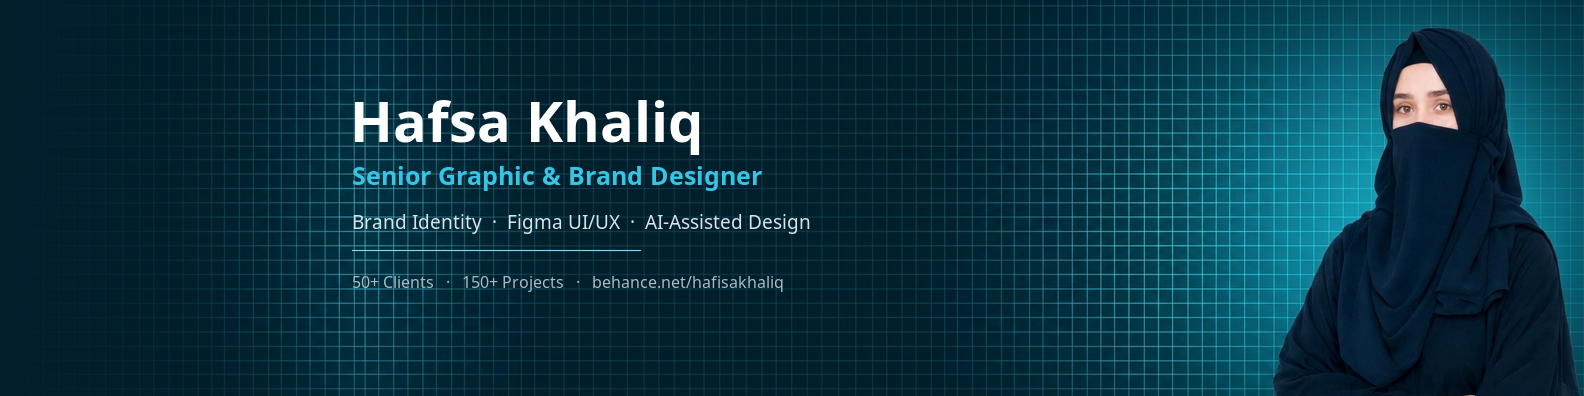 Hafsa Khaliq
Senior Graphic & Brand Designer
Brand Identity · Figma UI/UX · AI-Assisted Design
50+ Clients · 150+ Projects · behance.net/hafisakhaliq